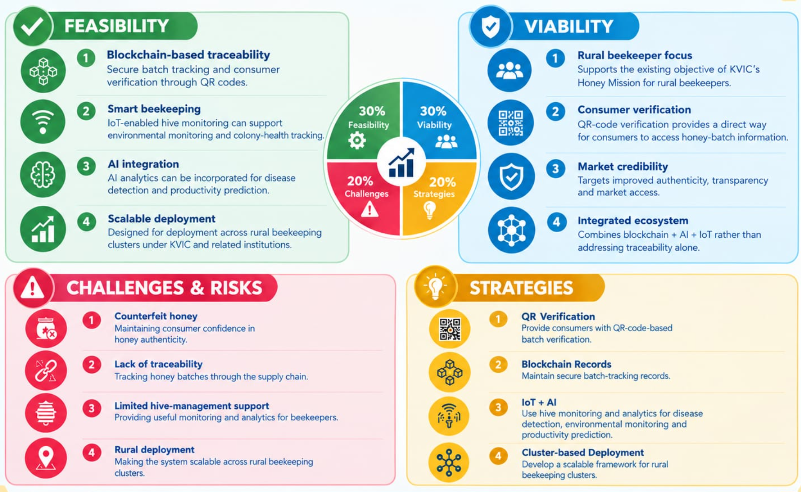 FEASIBILITY
1
Blockchain-based traceability
Secure batch tracking and consumer
verification through QR codes.
2
Smart beekeeping
IoT-enabled hive monitoring can support
environmental monitoring and colony-health tracking.
3
AI integration
AI analytics can be incorporated for disease
detection and productivity prediction.
4
Scalable deployment
Designed for deployment across rural beekeeping
clusters under KVIC and related institutions.
30%
Feasibility
30%
Viability
20%
Challenges
20%
Strategies
VIABILITY
1
Rural beekeeper focus
Supports the existing objective of KVIC's
Honey Mission for rural beekeepers.
2
Consumer verification
QR-code verification provides a direct way
for consumers to access honey-batch information.
3
Market credibility
Targets improved authenticity, transparency
and market access.
4
Integrated ecosystem
Combines blockchain + AI + IoT rather than
addressing traceability alone.
CHALLENGES & RISKS
1
Counterfeit honey
Maintaining consumer confidence in
honey authenticity.
2
Lack of traceability
Tracking honey batches through the supply chain.
3
Limited hive-management support
Providing useful monitoring and analytics for beekeepers.
4
Rural deployment
Making the system scalable across rural beekeeping
clusters.
STRATEGIES
1
QR Verification
Provide consumers with QR-code-based
batch verification.
2
Blockchain Records
Maintain secure batch-tracking records.
3
IoT + AI
Use hive monitoring and analytics for disease
detection, environmental monitoring and
productivity prediction.
4
Cluster-based Deployment
Develop a scalable framework for rural
beekeeping clusters.